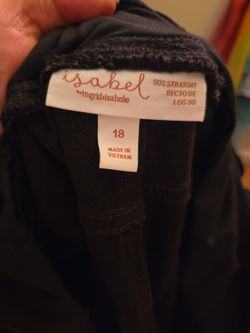 isabel
by ingrid&isabel®
90S STRAIGHT
RECTO DE
LOS 90
18
MADE IN
VIETNAM